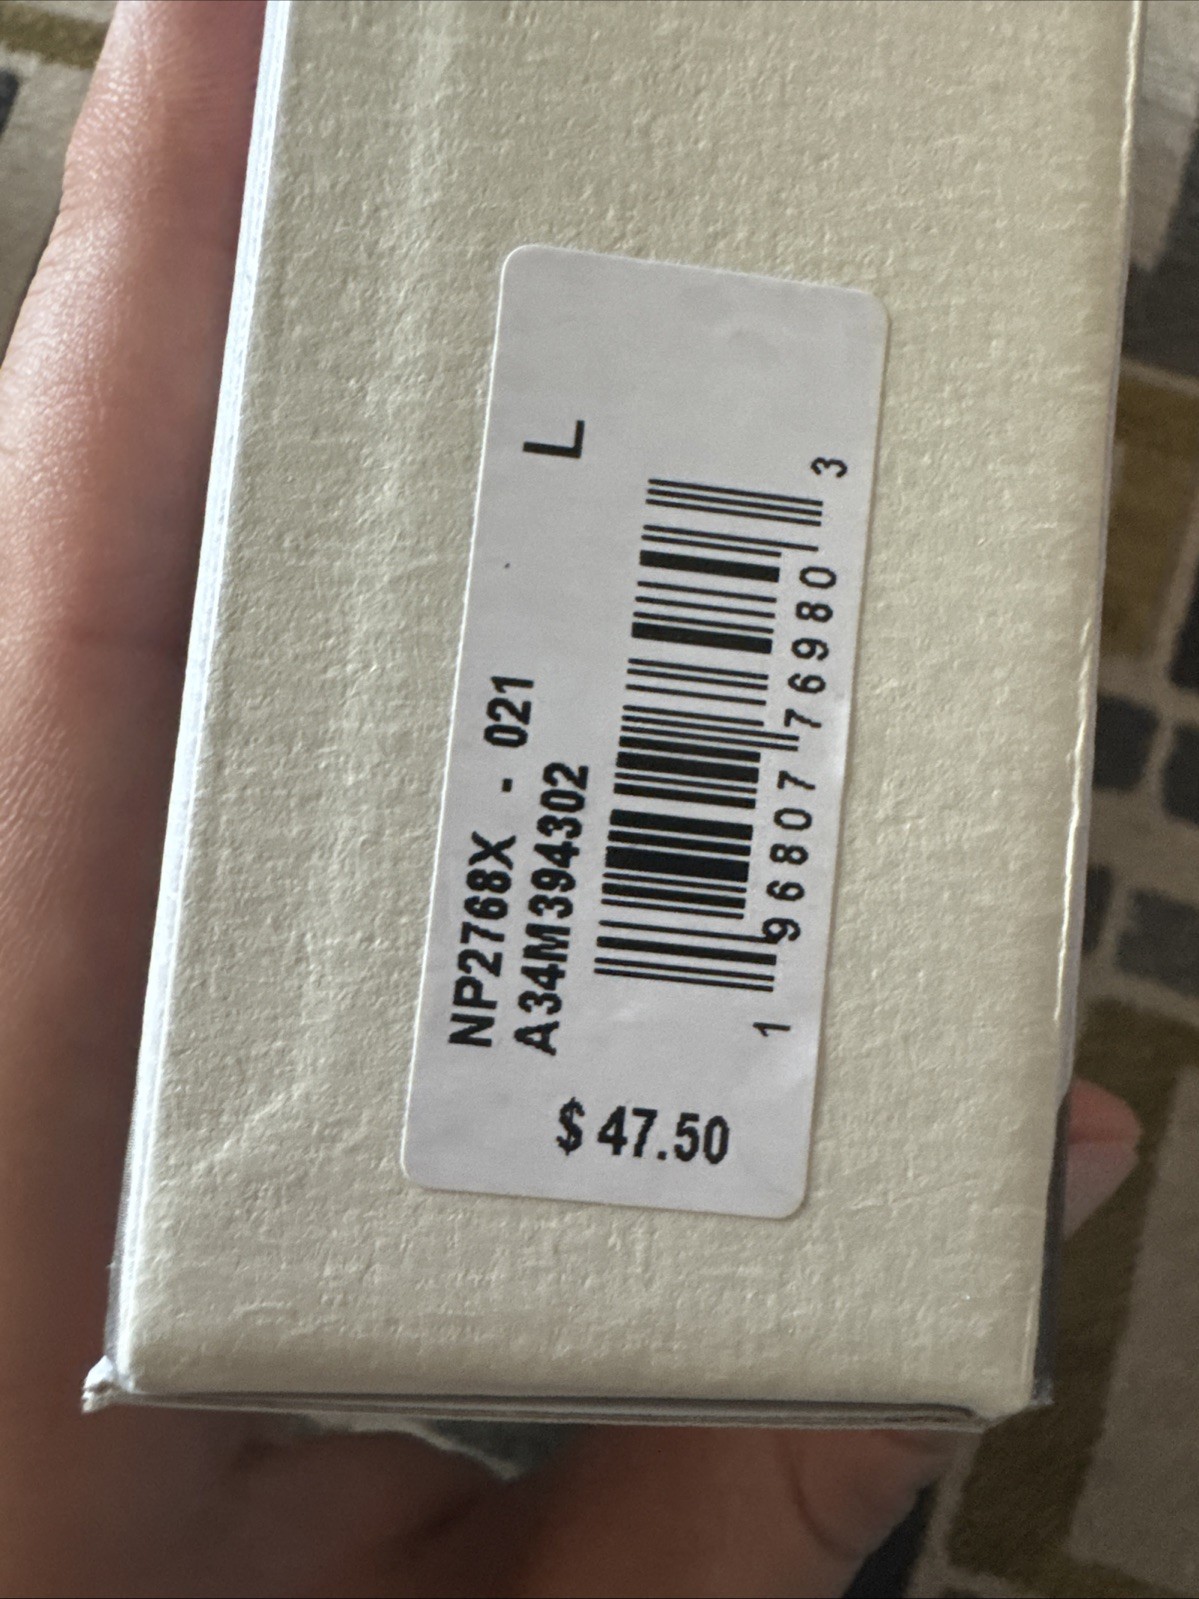 NP2768X - 021 L
A34M394302
1 96807 76980 3
$ 47.50